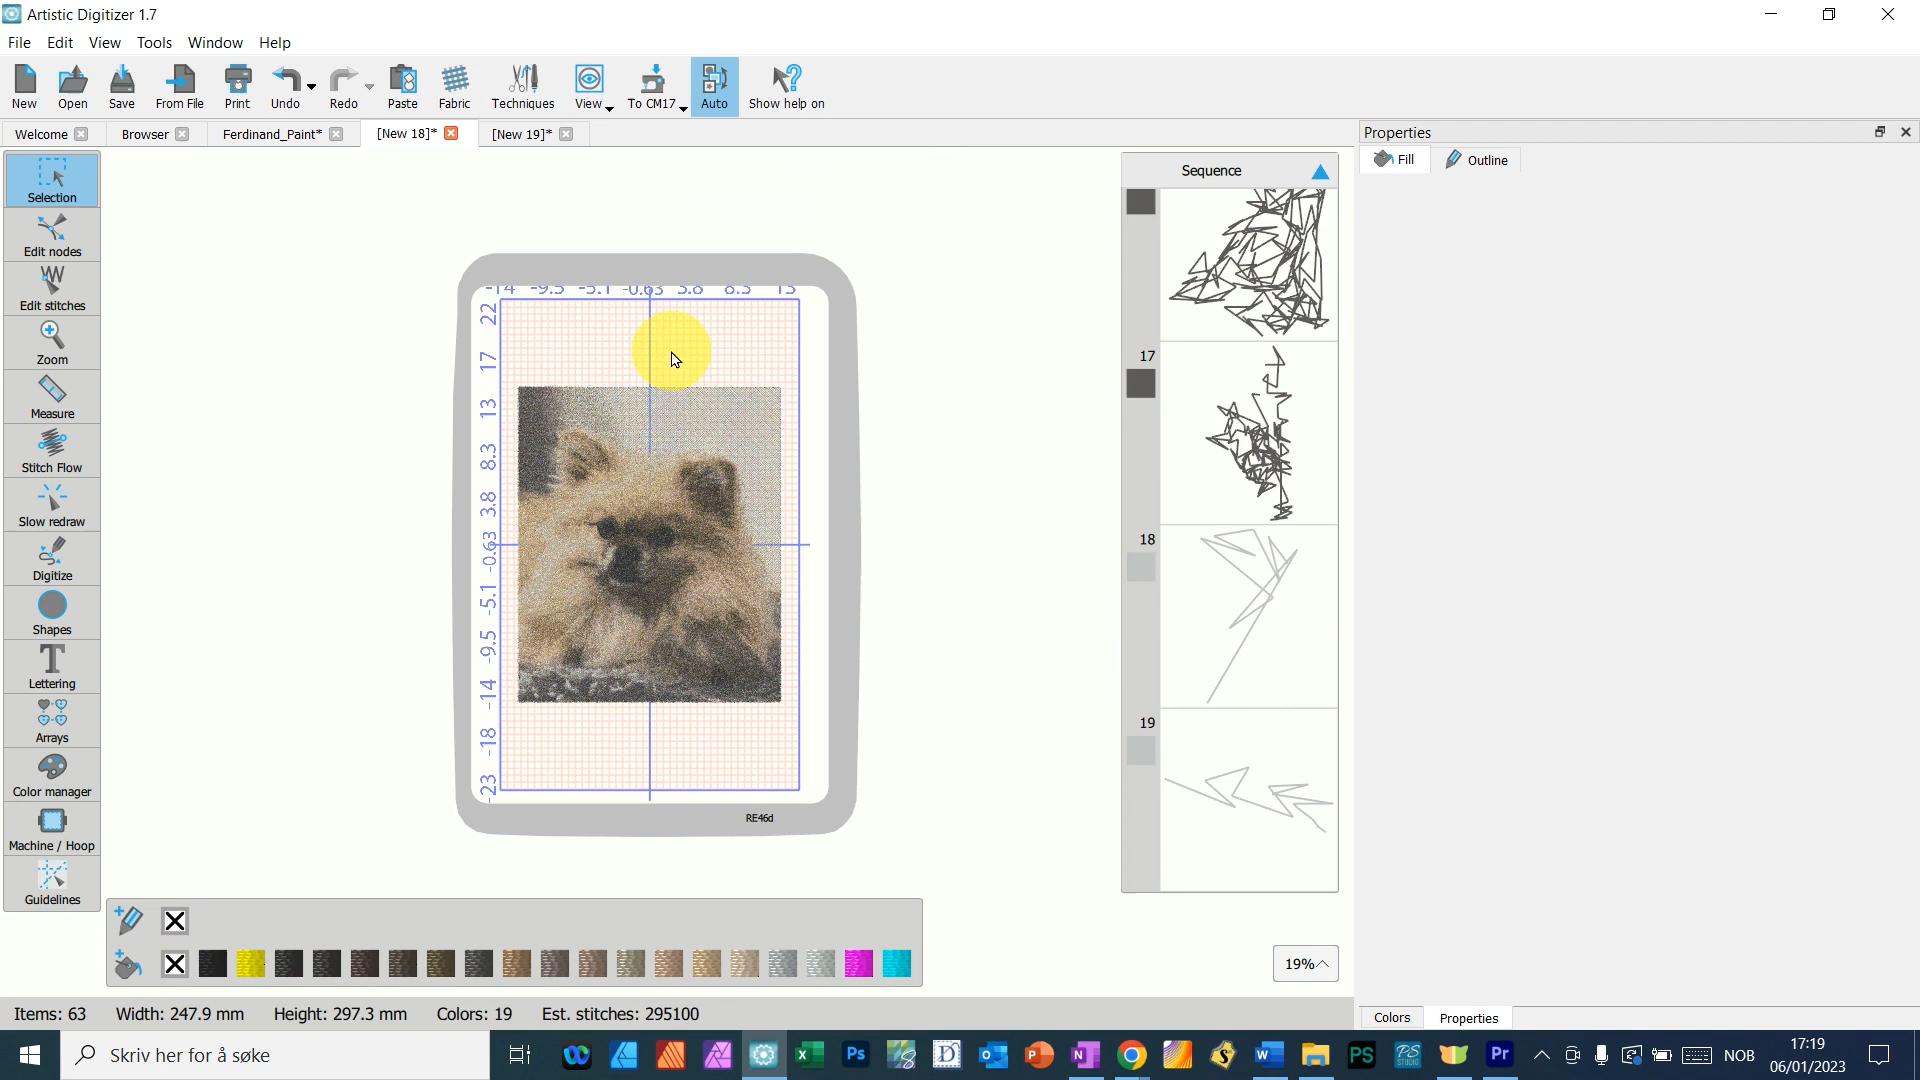 Artistic Digitizer 1.7
File Edit View Tools Window Help
New Open Save From File Print Undo Redo Paste Fabric Techniques View To CM17 Auto Show help on
Welcome Browser Ferdinand_Paint* [New 18]* [New 19]*
Properties
Fill Outline
Selection
Edit nodes
Edit stitches
Zoom
Measure
Stitch Flow
Slow redraw
Digitize
Shapes
Lettering
Arrays
Color manager
Machine / Hoop
Guidelines
-14 -9.5 -5.1 -0.63 3.8 8.3 13
22
17
13
8.3
3.8
-0.63
-5.1
-9.5
-14
-18
-23
RE46d
Sequence
17
18
19
19%
Items: 63 Width: 247.9 mm Height: 297.3 mm Colors: 19 Est. stitches: 295100
Colors Properties
Skriv her for å søke
NOB
17:19
06/01/2023